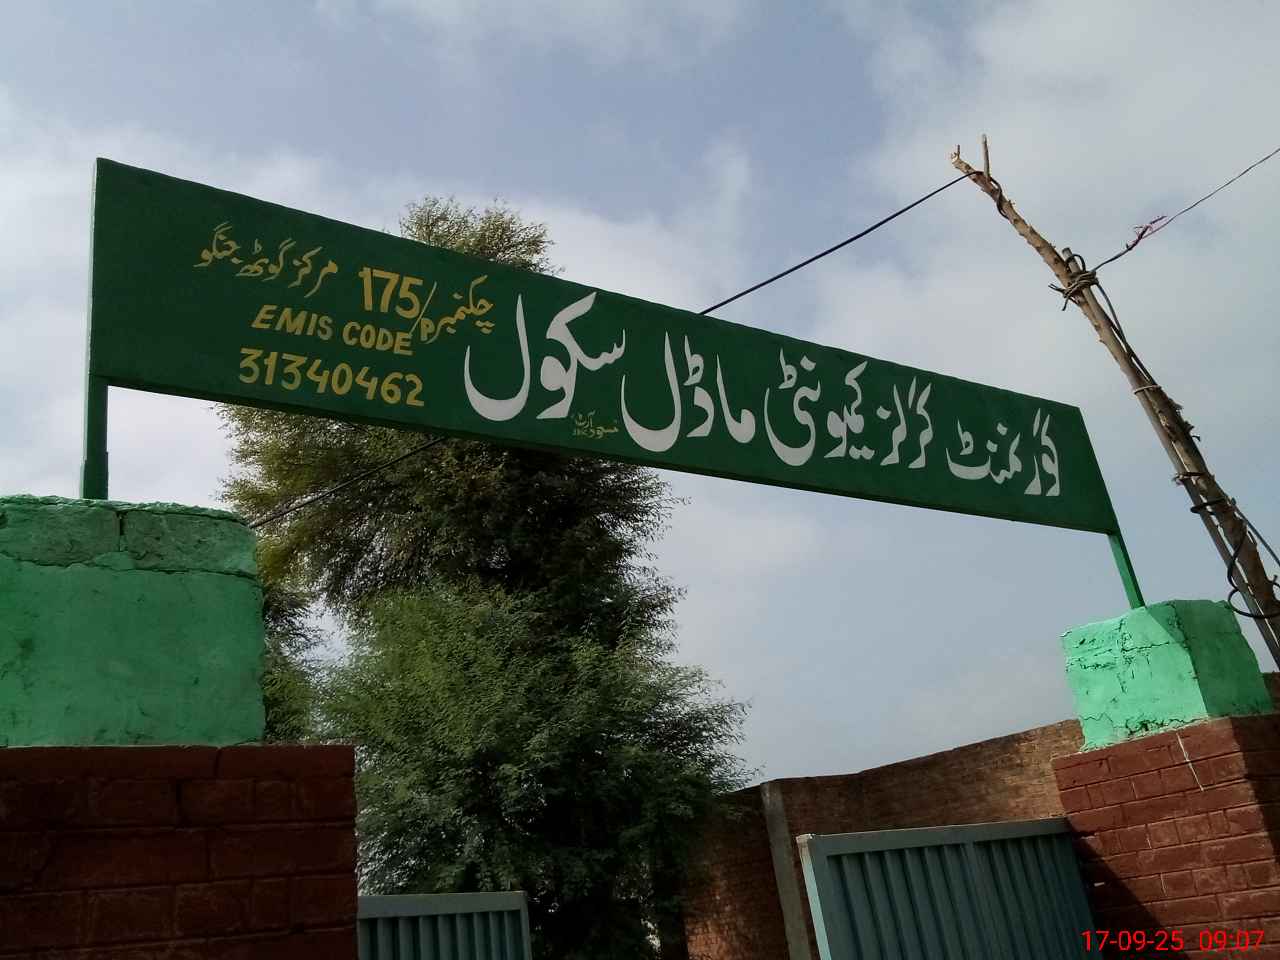 گورنمنٹ گرلز کمیونٹی ماڈل سکول
چکنمبر 175/P مرکز گوٹھ جنگو
EMIS CODE
31340462
17-09-25 09:07